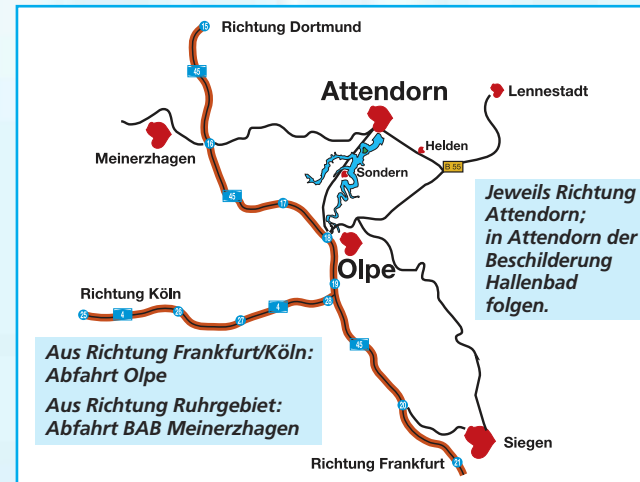 15
Richtung Dortmund
45
Attendorn
Lennestadt
Meinerzhagen
16
Helden
B 55
Sondern
45
17
Jeweils Richtung
Attendorn;
in Attendorn der
Beschilderung
Hallenbad
folgen.
18
Olpe
19
Richtung Köln
28
25
4
26
27
4
45
Aus Richtung Frankfurt/Köln:
Abfahrt Olpe
Aus Richtung Ruhrgebiet:
Abfahrt BAB Meinerzhagen
20
Siegen
Richtung Frankfurt
21